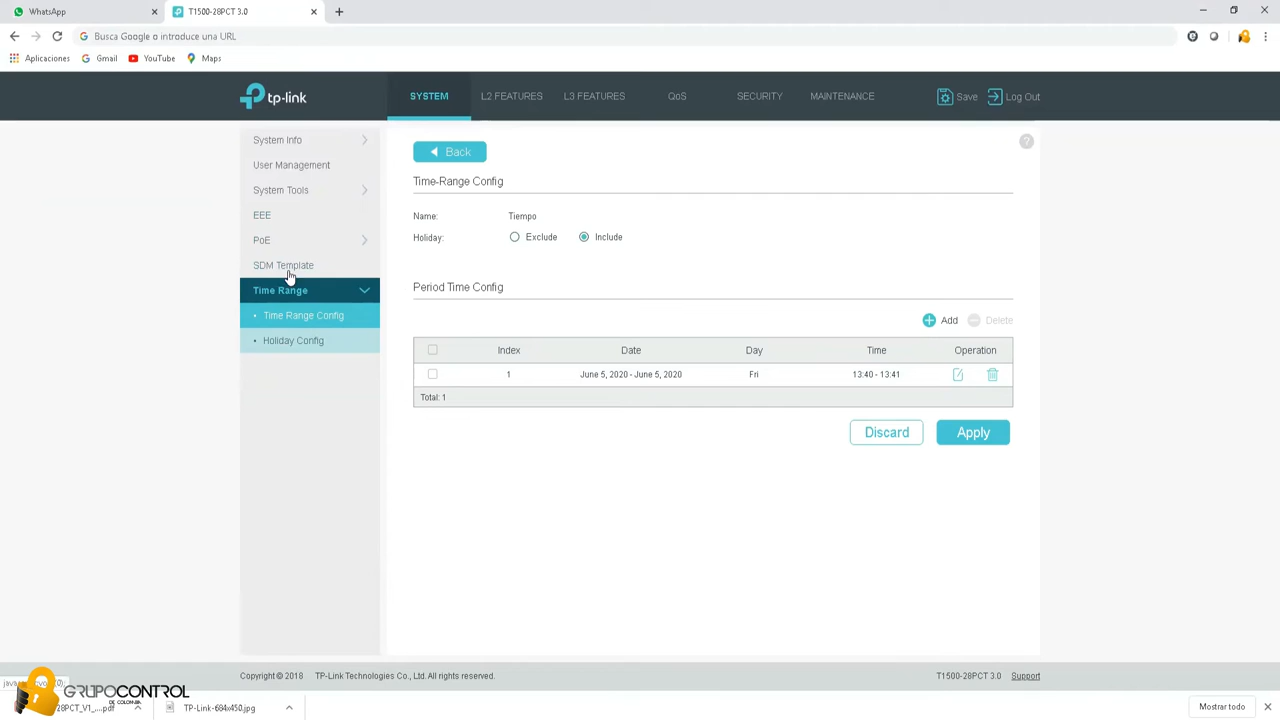 WhatsApp
T1500-28PCT 3.0
Busca Google o introduce una URL
Aplicaciones
Gmail
YouTube
Maps
tp-link
SYSTEM
L2 FEATURES
L3 FEATURES
QoS
SECURITY
MAINTENANCE
Save
Log Out
System Info
User Management
System Tools
EEE
PoE
SDM Template
Time Range
Time Range Config
Holiday Config
Back
Time-Range Config
Name: Tiempo
Holiday: Exclude Include
Period Time Config
Add Delete
Index Date Day Time Operation
1 June 5, 2020 - June 5, 2020 Fri 13:40 - 13:41
Total: 1
Discard Apply
Copyright © 2018 TP-Link Technologies Co., Ltd. All rights reserved.
T1500-28PCT 3.0 Support
GRUPOCONTROL
DE COLOMBIA
28PCT_V1_....pdf
TP-Link-684x450.jpg
Mostrar todo